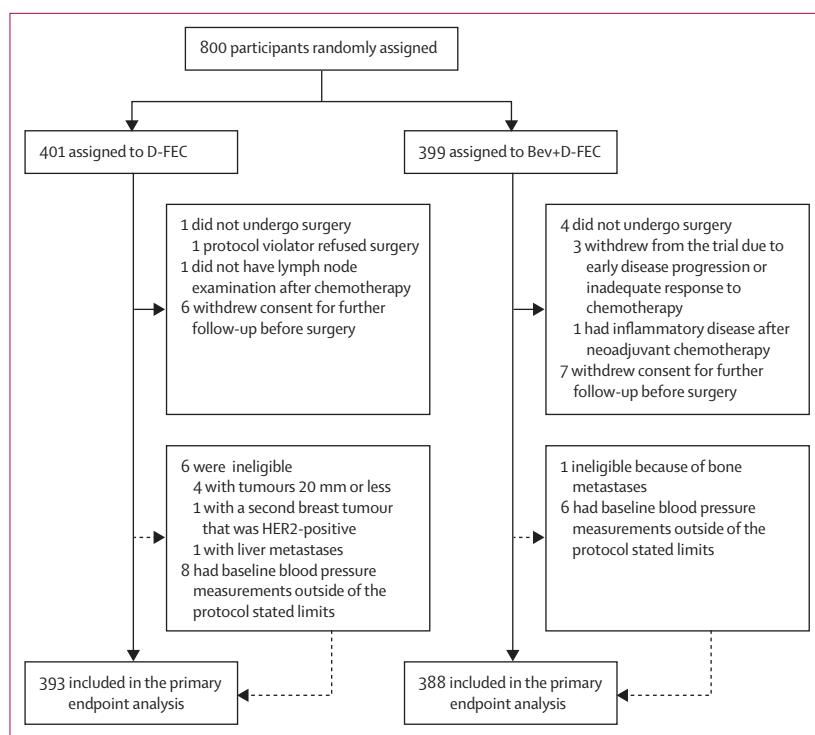 800 participants randomly assigned
401 assigned to D-FEC
399 assigned to Bev+D-FEC
1 did not undergo surgery
1 protocol violator refused surgery
1 did not have lymph node
examination after chemotherapy
6 withdrew consent for further
follow-up before surgery
4 did not undergo surgery
3 withdrew from the trial due to
early disease progression or
inadequate response to
chemotherapy
1 had inflammatory disease after
neoadjuvant chemotherapy
7 withdrew consent for further
follow-up before surgery
6 were ineligible
4 with tumours 20 mm or less
1 with a second breast tumour
that was HER2-positive
1 with liver metastases
8 had baseline blood pressure
measurements outside of the
protocol stated limits
1 ineligible because of bone
metastases
6 had baseline blood pressure
measurements outside of the
protocol stated limits
393 included in the primary
endpoint analysis
388 included in the primary
endpoint analysis